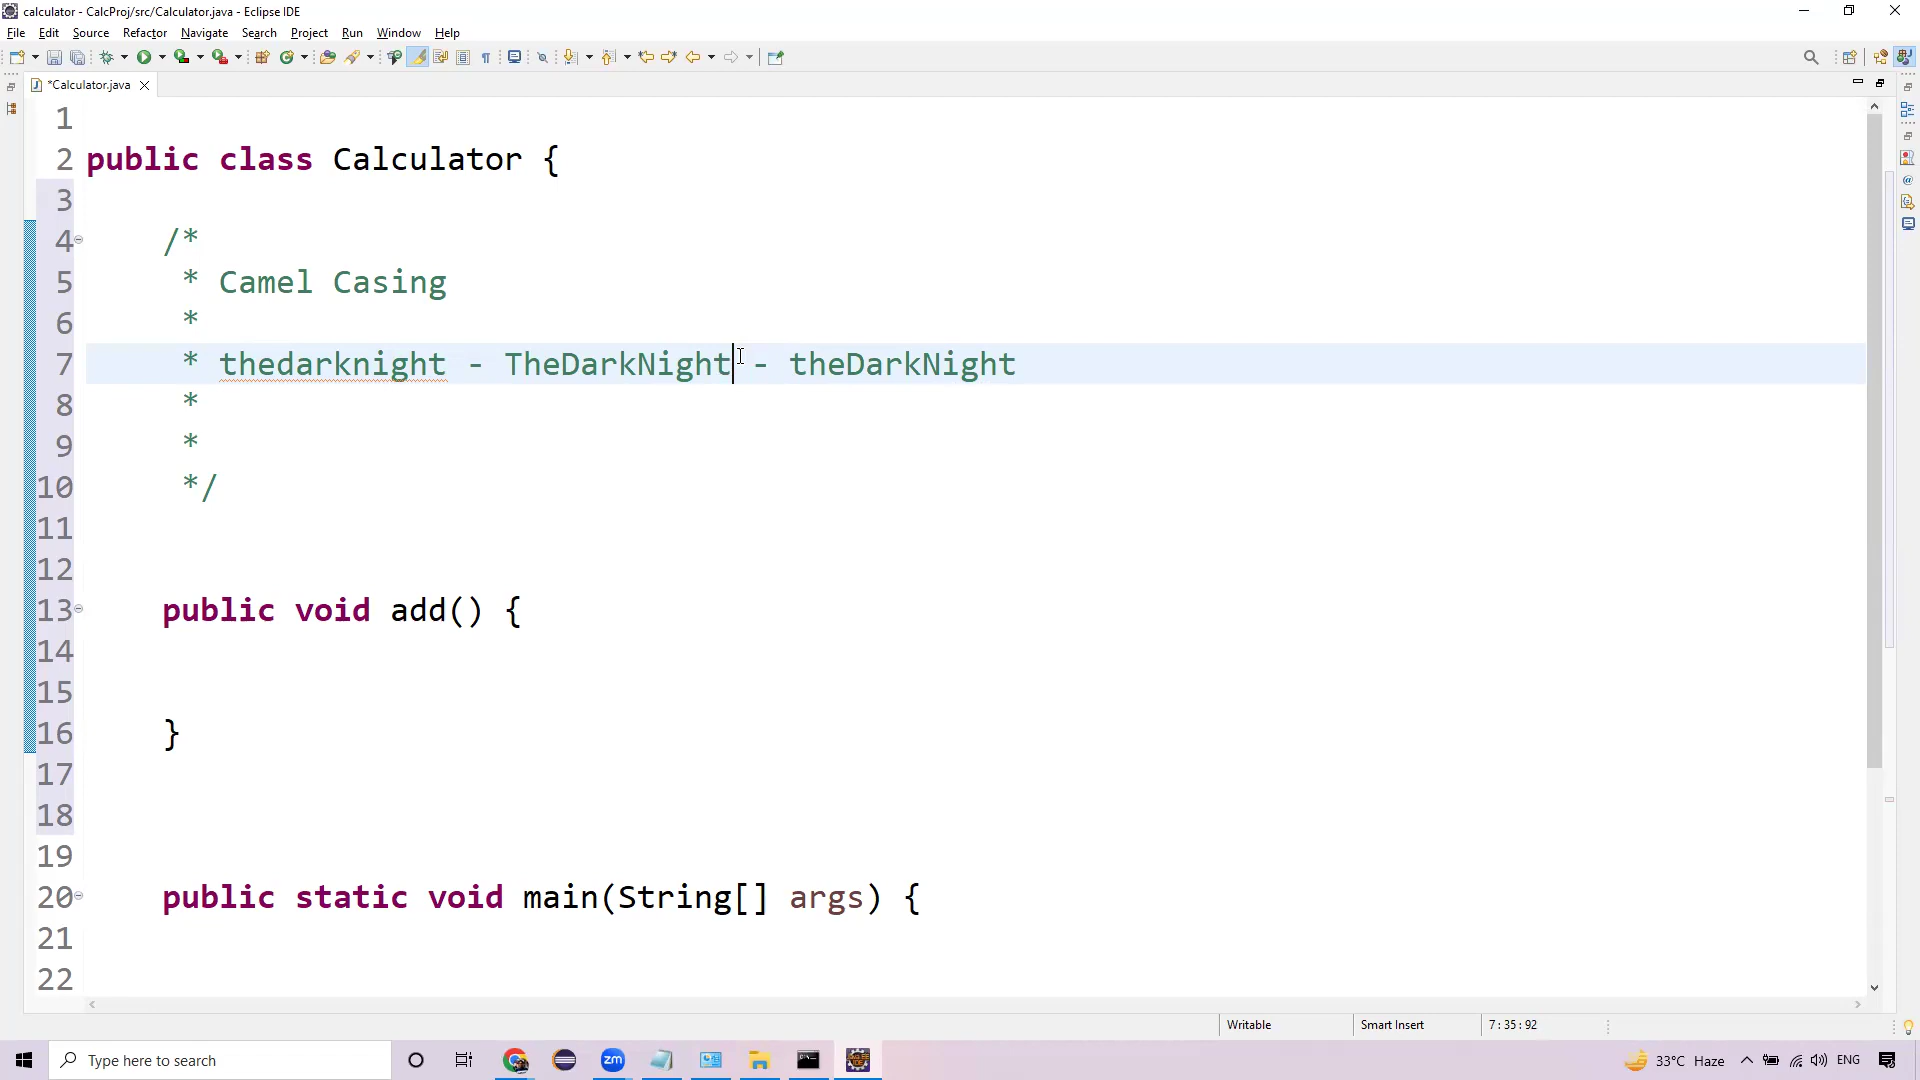 calculator - CalcProj/src/Calculator.java - Eclipse IDE
File Edit Source Refactor Navigate Search Project Run Window Help
*Calculator.java
1
2 public class Calculator {
3
4 /*
5 * Camel Casing
6 *
7 * thedarknight - TheDarkNight - theDarkNight
8 *
9 *
10 */
11
12
13 public void add() {
14
15
16 }
17
18
19
20 public static void main(String[] args) {
21
22
Writable Smart Insert 7 : 35 : 92
Type here to search zm 33°C Haze ENG